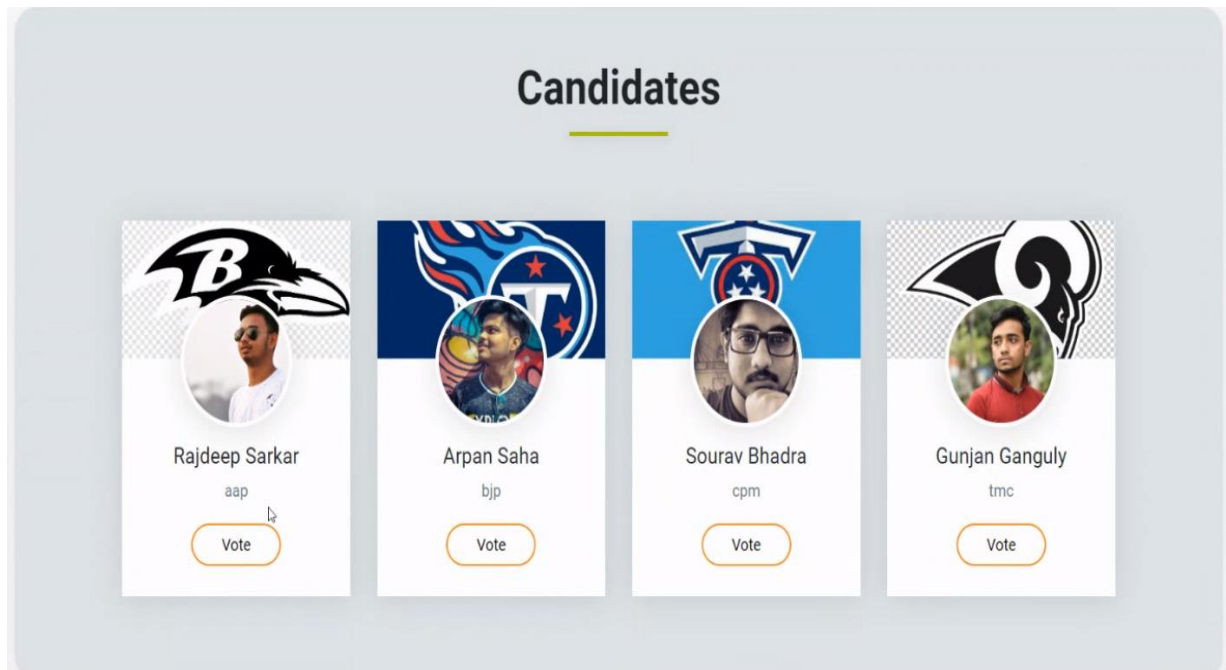 Candidates
B
T
Rajdeep Sarkar
aap
Vote
Arpan Saha
bjp
Vote
Sourav Bhadra
cpm
Vote
Gunjan Ganguly
tmc
Vote